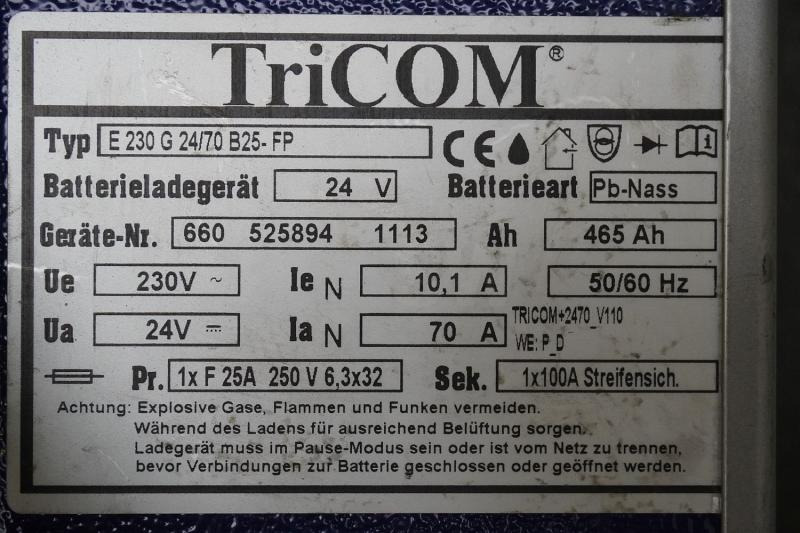 TriCOM®
Typ E 230 G 24/70 B25- FP CE
Batterieladegerät 24 V Batterieart Pb-Nass
Geräte-Nr. 660 525894 1113 Ah 465 Ah
Ue 230V ~ Ie N 10,1 A 50/60 Hz
Ua 24V ⎓ Ia N 70 A TRICOM+2470_V110
WE: P_D
Pr. 1x F 25A 250 V 6,3x32 Sek. 1x100A Streifensich.
Achtung: Explosive Gase, Flammen und Funken vermeiden.
Während des Ladens für ausreichend Belüftung sorgen.
Ladegerät muss im Pause-Modus sein oder ist vom Netz zu trennen,
bevor Verbindungen zur Batterie geschlossen oder geöffnet werden.